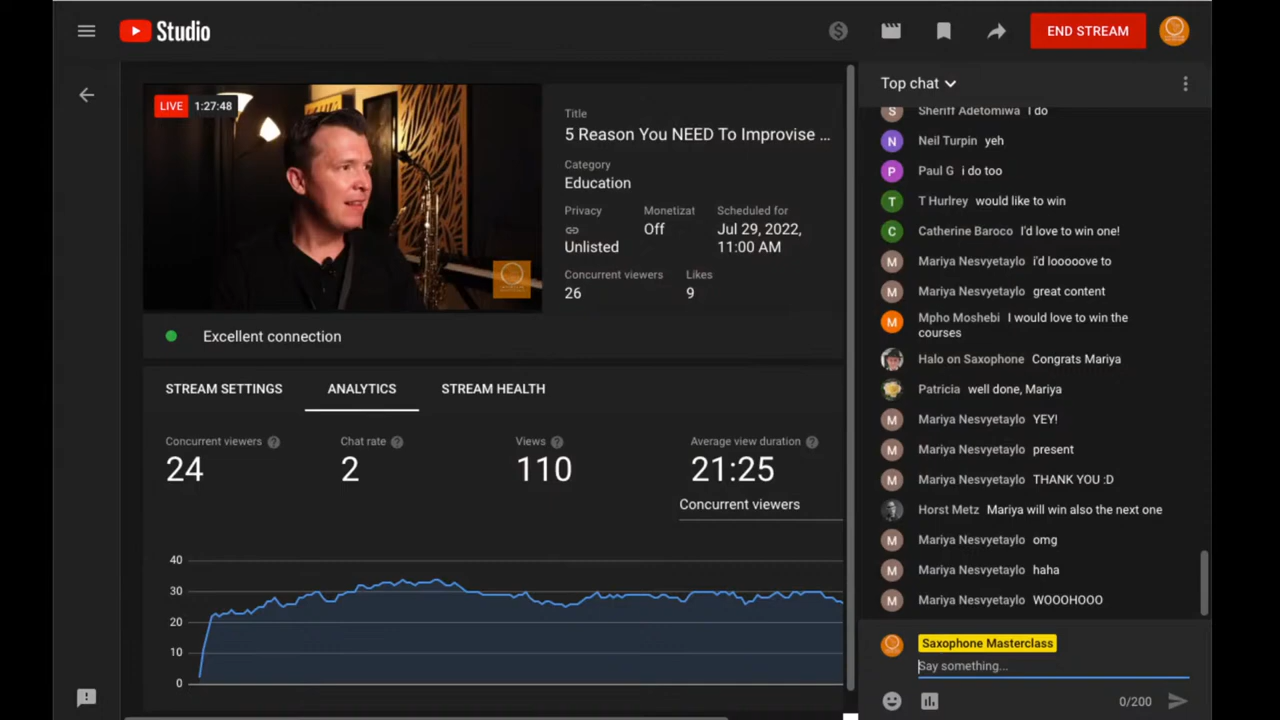 Studio
END STREAM
LIVE 1:27:48
Title
5 Reason You NEED To Improvise ...
Category
Education
Privacy
Monetizat
Scheduled for
Unlisted
Off
Jul 29, 2022,
11:00 AM
Concurrent viewers
Likes
26
9
Excellent connection
STREAM SETTINGS
ANALYTICS
STREAM HEALTH
Concurrent viewers ?
Chat rate ?
Views ?
Average view duration ?
24
2
110
21:25
Concurrent viewers
40
30
20
10
0
Top chat
S Sheriff Adetomiwa I do
N Neil Turpin yeh
P Paul G i do too
T T Hurlrey would like to win
C Catherine Baroco I'd love to win one!
M Mariya Nesvyetaylo i'd looooove to
M Mariya Nesvyetaylo great content
M Mpho Moshebi I would love to win the
courses
Halo on Saxophone Congrats Mariya
Patricia well done, Mariya
M Mariya Nesvyetaylo YEY!
M Mariya Nesvyetaylo present
M Mariya Nesvyetaylo THANK YOU :D
Horst Metz Mariya will win also the next one
M Mariya Nesvyetaylo omg
M Mariya Nesvyetaylo haha
M Mariya Nesvyetaylo WOOOHOOO
Saxophone Masterclass
Say something...
0/200